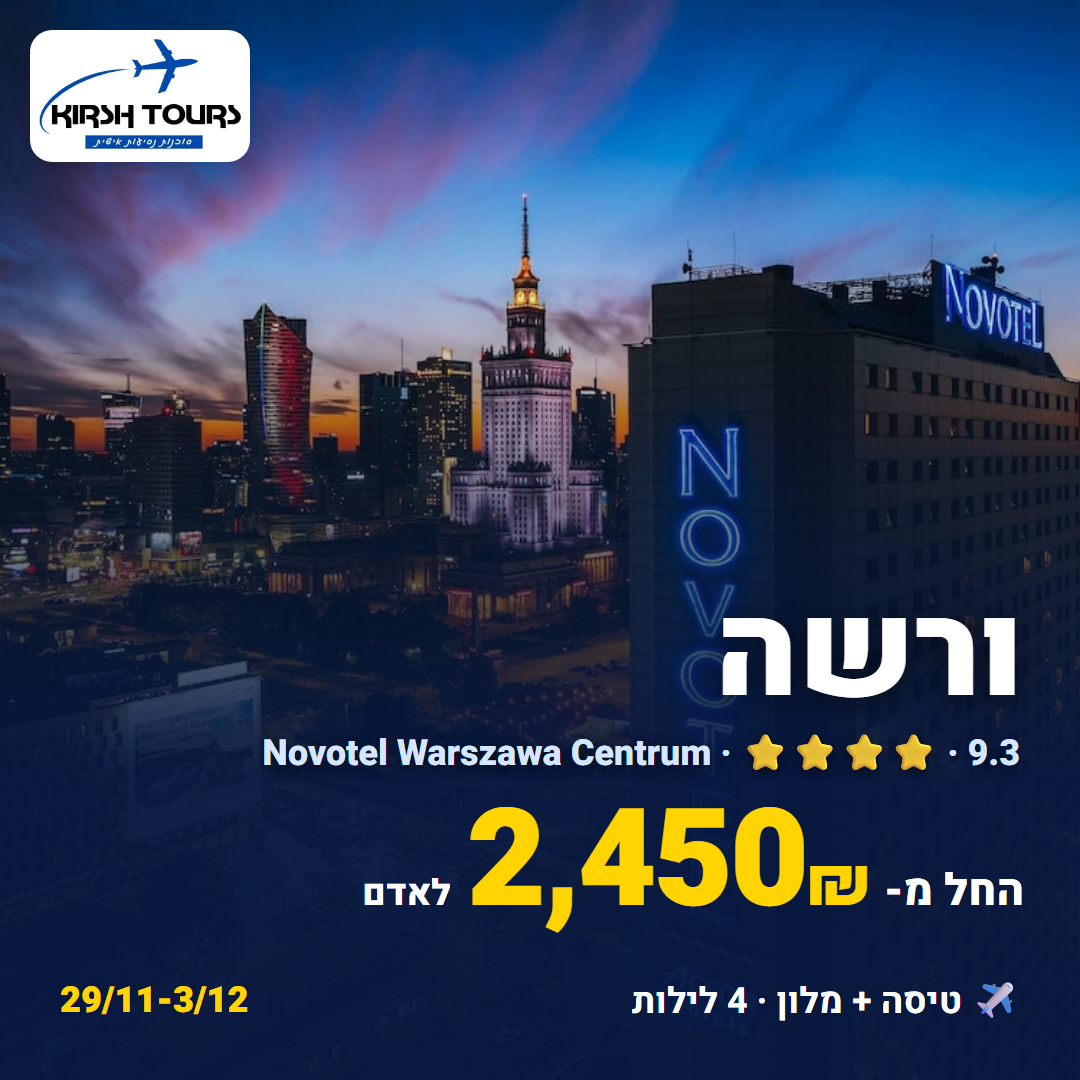 KIRSH TOURS
סוכנות נסיעות אישית
NOVOTEL
NOVOTEL
ורשה
Novotel Warszawa Centrum · ⭐⭐⭐⭐ · 9.3
החל מ- ₪2,450 לאדם
✈️ טיסה + מלון · 4 לילות
29/11-3/12